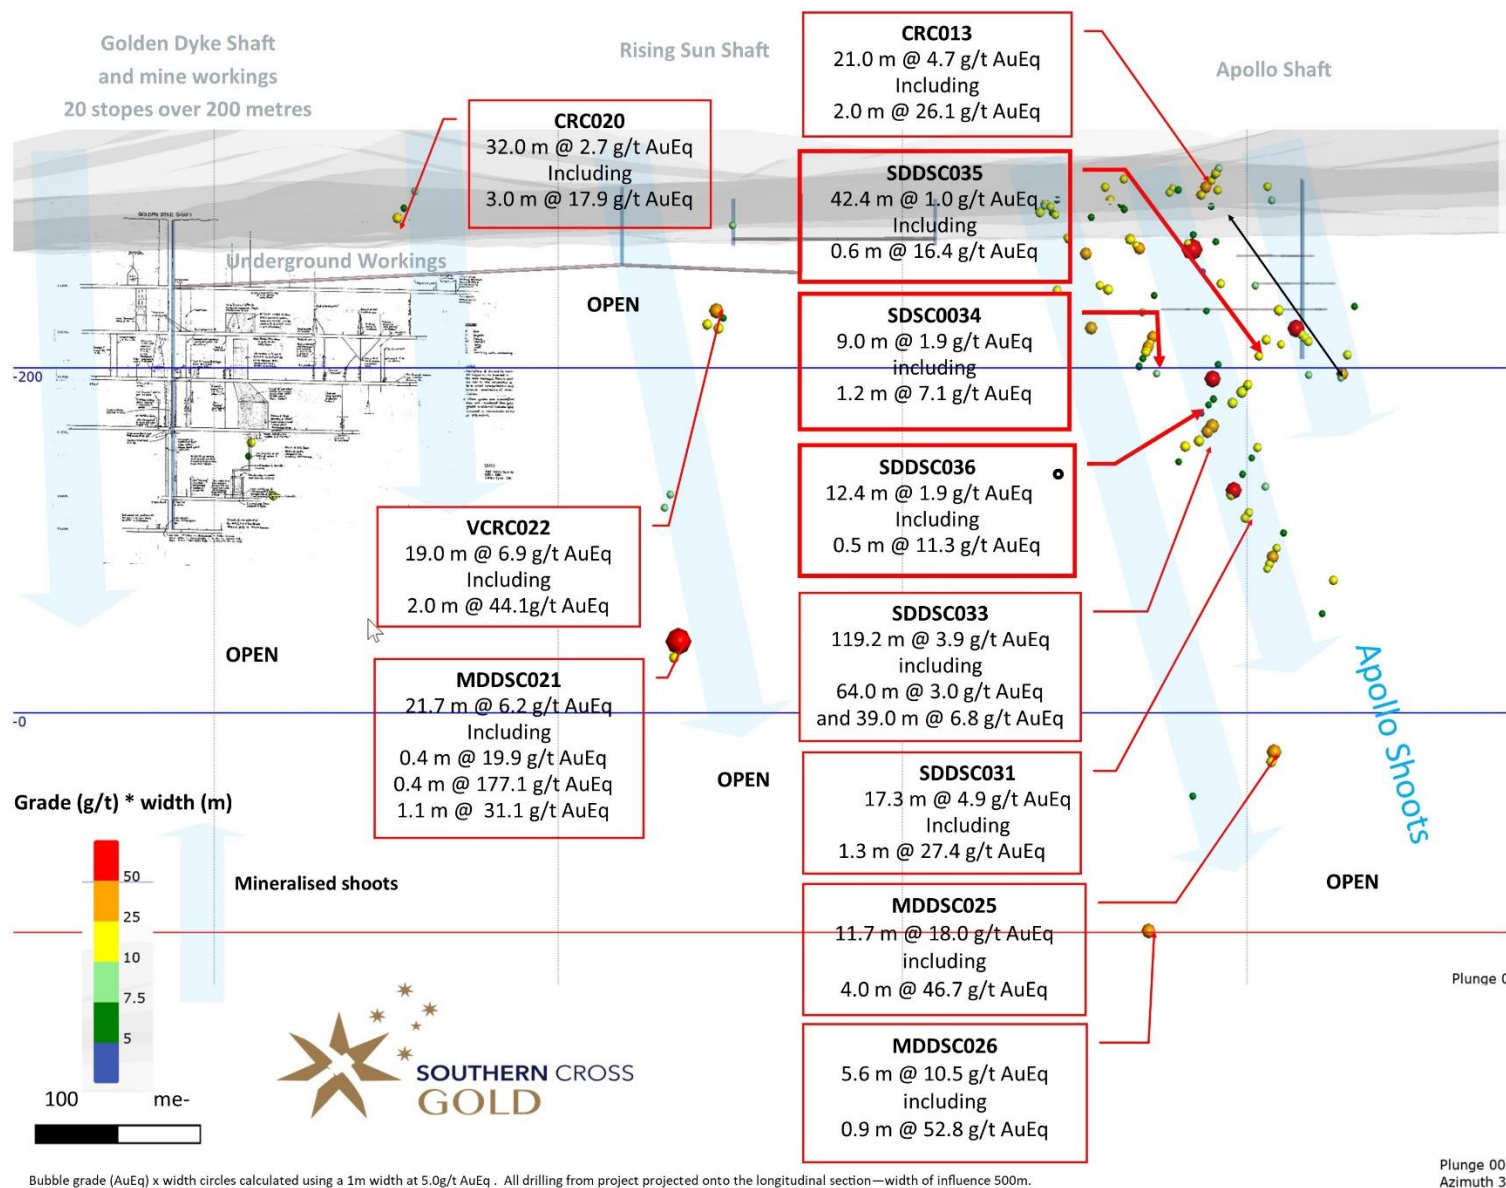 Golden Dyke Shaft
and mine workings
20 stopes over 200 metres
Rising Sun Shaft
Apollo Shaft
CRC013
21.0 m @ 4.7 g/t AuEq
Including
2.0 m @ 26.1 g/t AuEq
CRC020
32.0 m @ 2.7 g/t AuEq
Including
3.0 m @ 17.9 g/t AuEq
SDDSC035
42.4 m @ 1.0 g/t AuEq
Including
0.6 m @ 16.4 g/t AuEq
GOLDEN DYKE SHAFT
Underground Workings
OPEN
SDSC0034
9.0 m @ 1.9 g/t AuEq
including
1.2 m @ 7.1 g/t AuEq
-200
SDDSC036
12.4 m @ 1.9 g/t AuEq
Including
0.5 m @ 11.3 g/t AuEq
VCRC022
19.0 m @ 6.9 g/t AuEq
Including
2.0 m @ 44.1g/t AuEq
OPEN
SDDSC033
119.2 m @ 3.9 g/t AuEq
including
64.0 m @ 3.0 g/t AuEq
and 39.0 m @ 6.8 g/t AuEq
MDDSC021
21.7 m @ 6.2 g/t AuEq
Including
0.4 m @ 19.9 g/t AuEq
0.4 m @ 177.1 g/t AuEq
1.1 m @ 31.1 g/t AuEq
-0
Apollo Shoots
OPEN
SDDSC031
17.3 m @ 4.9 g/t AuEq
Including
1.3 m @ 27.4 g/t AuEq
Grade (g/t) * width (m)
50
25
10
7.5
5
Mineralised shoots
OPEN
MDDSC025
11.7 m @ 18.0 g/t AuEq
including
4.0 m @ 46.7 g/t AuEq
Plunge 0
MDDSC026
5.6 m @ 10.5 g/t AuEq
including
0.9 m @ 52.8 g/t AuEq
SOUTHERN CROSS
GOLD
100 me-
Plunge 00
Azimuth 3
Bubble grade (AuEq) x width circles calculated using a 1m width at 5.0g/t AuEq . All drilling from project projected onto the longitudinal section—width of influence 500m.